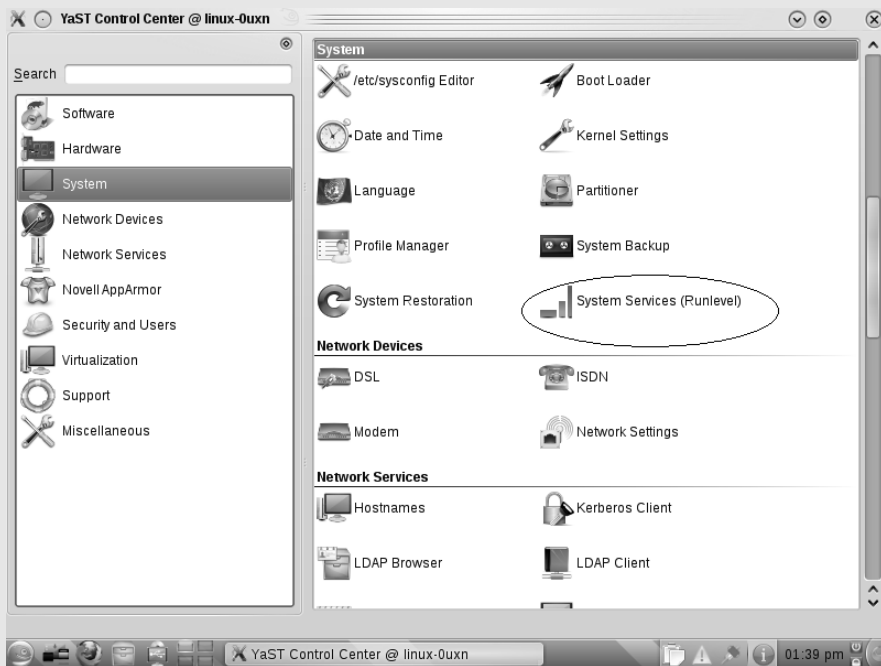 YaST Control Center @ linux-0uxn
Search
Software
Hardware
System
Network Devices
Network Services
Novell AppArmor
Security and Users
Virtualization
Support
Miscellaneous
System
/etc/sysconfig Editor
Boot Loader
Date and Time
Kernel Settings
Language
Partitioner
Profile Manager
System Backup
System Restoration
System Services (Runlevel)
Network Devices
DSL
ISDN
Modem
Network Settings
Network Services
Hostnames
Kerberos Client
LDAP Browser
LDAP Client
YaST Control Center @ linux-0uxn
01:39 pm